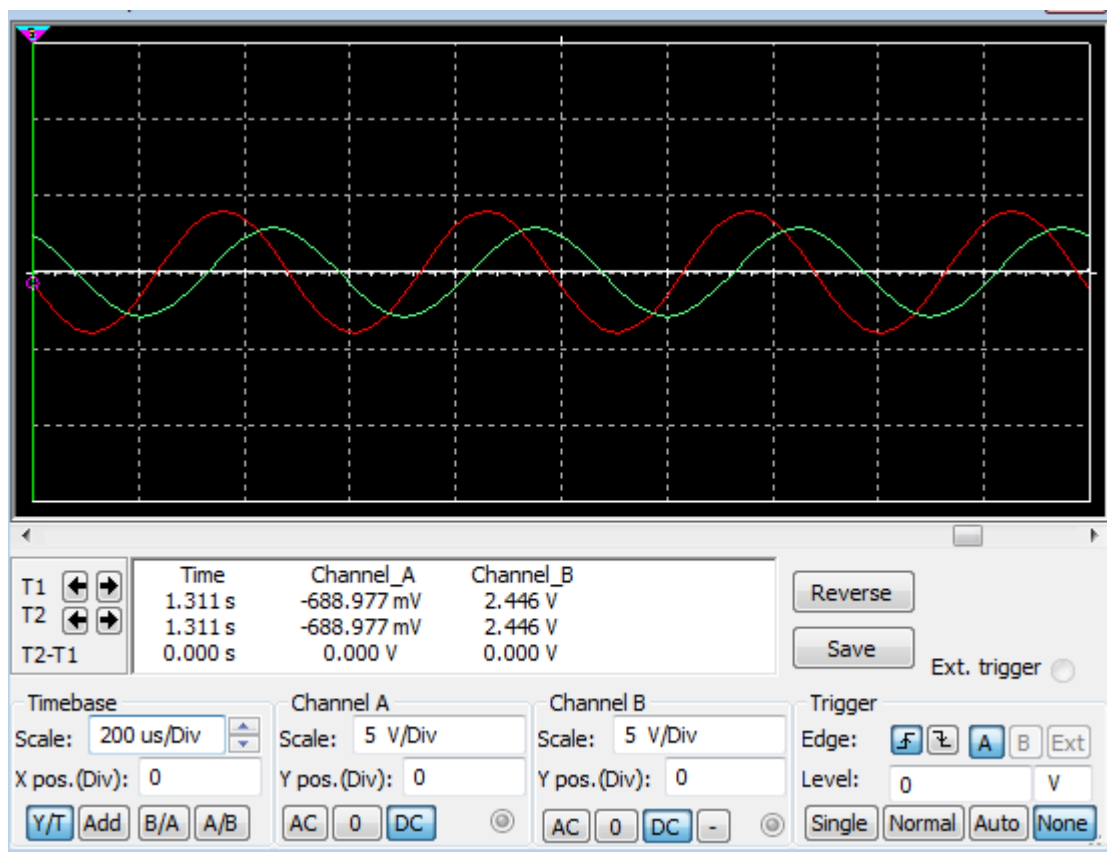 Time Channel_A Channel_B
T1 1.311 s -688.977 mV 2.446 V
T2 1.311 s -688.977 mV 2.446 V
T2-T1 0.000 s 0.000 V 0.000 V
Reverse
Save
Ext. trigger
Timebase
Scale: 200 us/Div
X pos.(Div): 0
Y/T Add B/A A/B
Channel A
Scale: 5 V/Div
Y pos.(Div): 0
AC 0 DC
Channel B
Scale: 5 V/Div
Y pos.(Div): 0
AC 0 DC -
Trigger
Edge: A B Ext
Level: 0 V
Single Normal Auto None